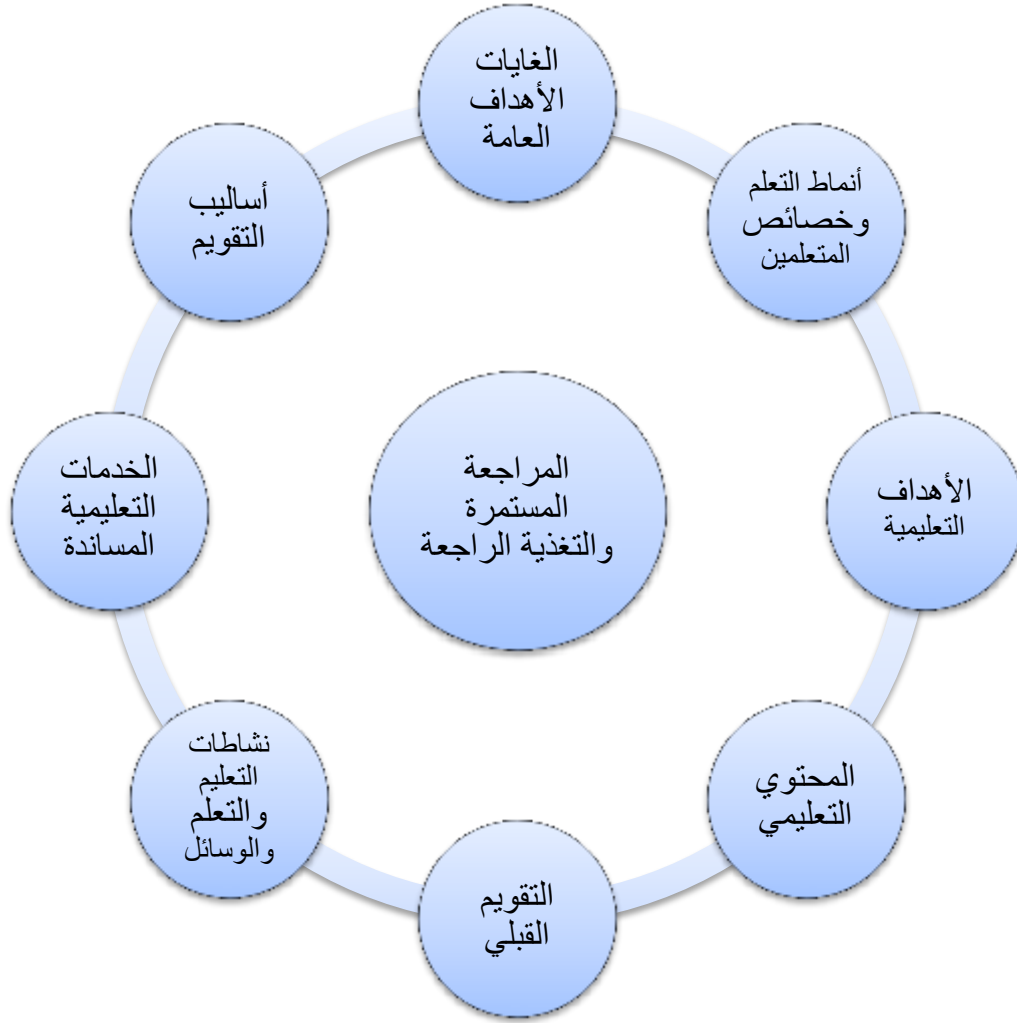 الغايات
الأهداف
العامة
أنماط التعلم
وخصائص
المتعلمين
الأهداف
التعليمية
المحتوي
التعليمي
التقويم
القبلي
نشاطات
التعليم
والتعلم
والوسائل
الخدمات
التعليمية
المساندة
أساليب
التقويم
المراجعة
المستمرة
والتغذية الراجعة